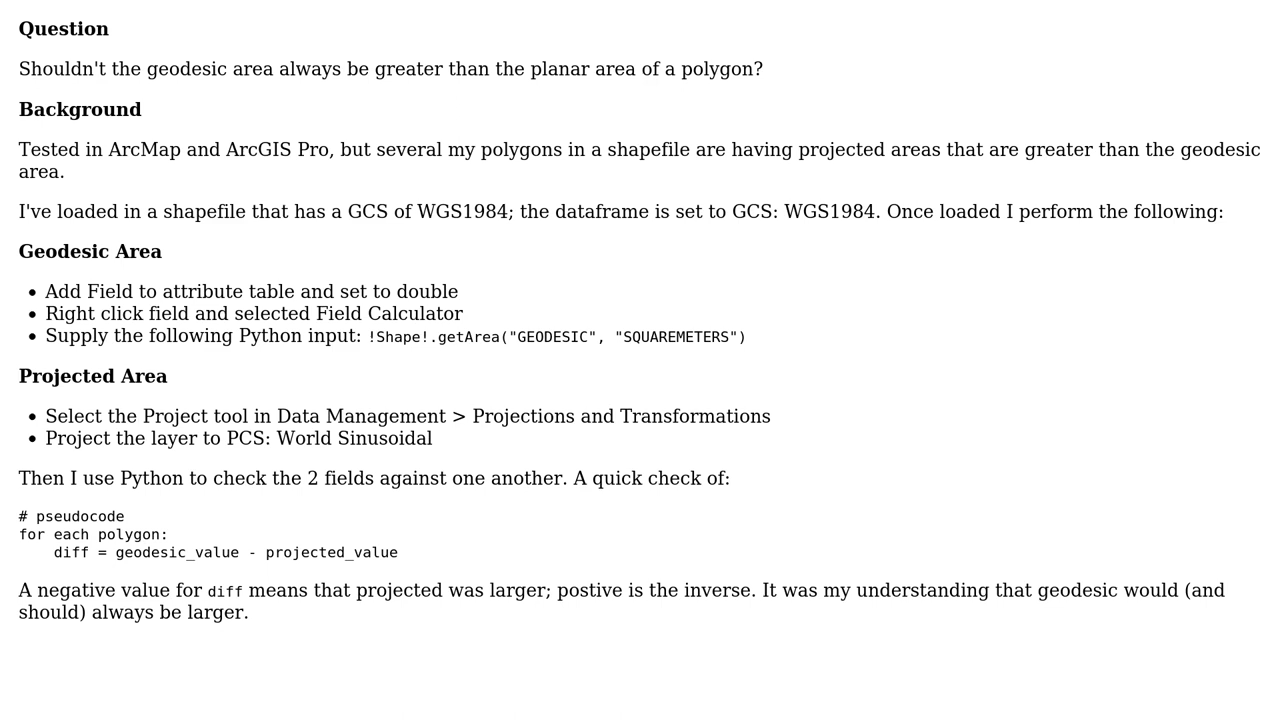 Question
Shouldn't the geodesic area always be greater than the planar area of a polygon?
Background
Tested in ArcMap and ArcGIS Pro, but several my polygons in a shapefile are having projected areas that are greater than the geodesic
area.
I've loaded in a shapefile that has a GCS of WGS1984; the dataframe is set to GCS: WGS1984. Once loaded I perform the following:
Geodesic Area
• Add Field to attribute table and set to double
• Right click field and selected Field Calculator
• Supply the following Python input: !Shape!.getArea("GEODESIC", "SQUAREMETERS")
Projected Area
• Select the Project tool in Data Management > Projections and Transformations
• Project the layer to PCS: World Sinusoidal
Then I use Python to check the 2 fields against one another. A quick check of:
# pseudocode
for each polygon:
    diff = geodesic_value - projected_value
A negative value for diff means that projected was larger; postive is the inverse. It was my understanding that geodesic would (and
should) always be larger.